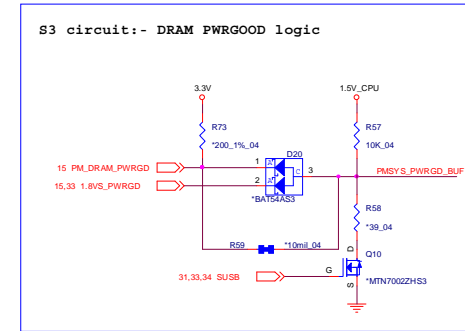 S3 circuit:- DRAM PWRGOOD logic
3.3V
1.5V_CPU
R73
*200_1%_04
R57
10K_04
D20
15 PM_DRAM_PWRGD
1
A
C
3
PMSYS_PWRGD_BUF
15,33 1.8VS_PWRGD
2
A
*BAT54AS3
R58
*39_04
R59
*10mil_04
D
Q10
31,33,34 SUSB
G
S
*MTN7002ZHS3